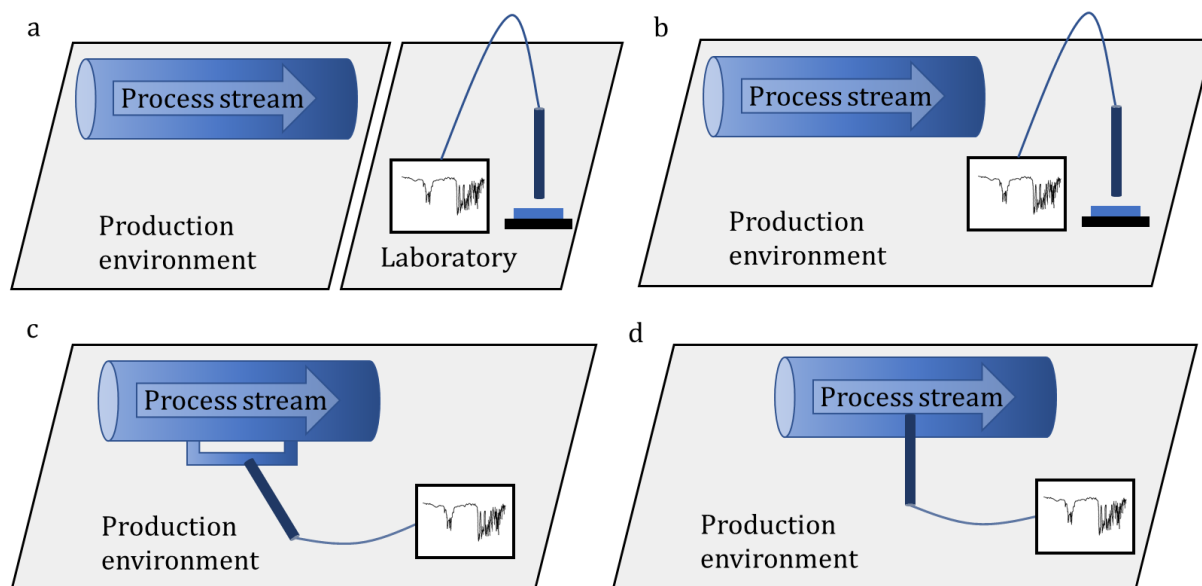 a
Process stream
Production
environment
Laboratory
b
Process stream
Production
environment
c
Process stream
Production
environment
d
Process stream
Production
environment